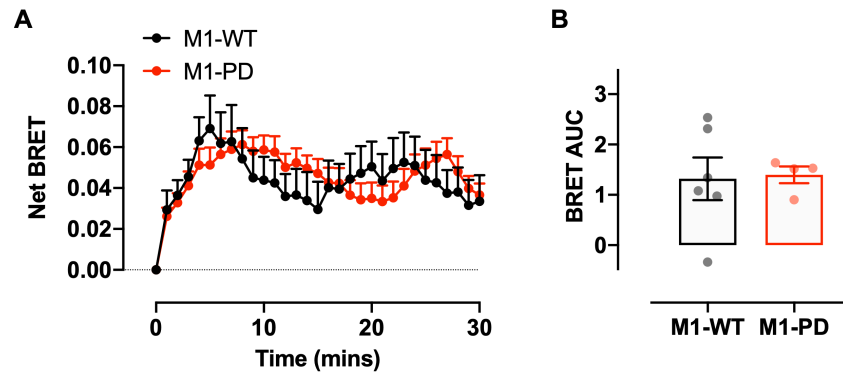 A
M1-WT
M1-PD
0.10
0.08
0.06
0.04
0.02
0.00
Net BRET
0 10 20 30
Time (mins)
B
3
2
1
0
BRET AUC
M1-WT M1-PD